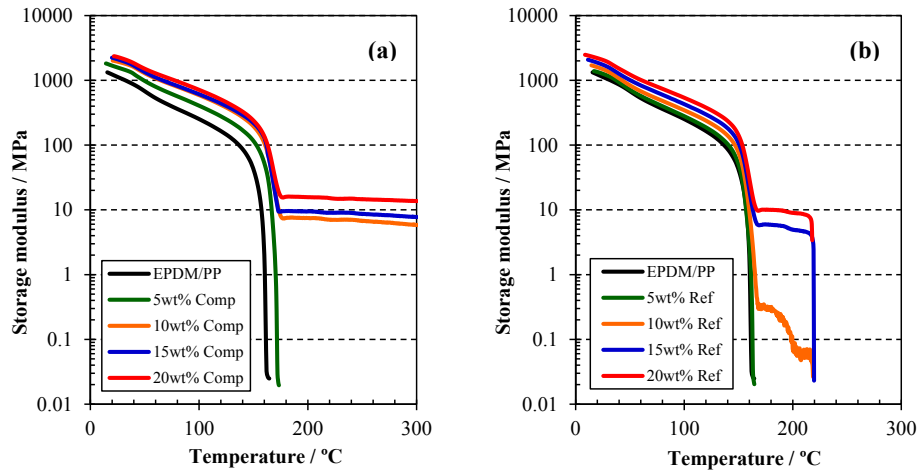 (a)
Storage modulus / MPa
10000
1000
100
10
1
0.1
0.01
EPDM/PP
5wt% Comp
10wt% Comp
15wt% Comp
20wt% Comp
0 100 200 300
Temperature / ºC
(b)
Storage modulus / MPa
10000
1000
100
10
1
0.1
0.01
EPDM/PP
5wt% Ref
10wt% Ref
15wt% Ref
20wt% Ref
0 100 200 300
Temperature / ºC